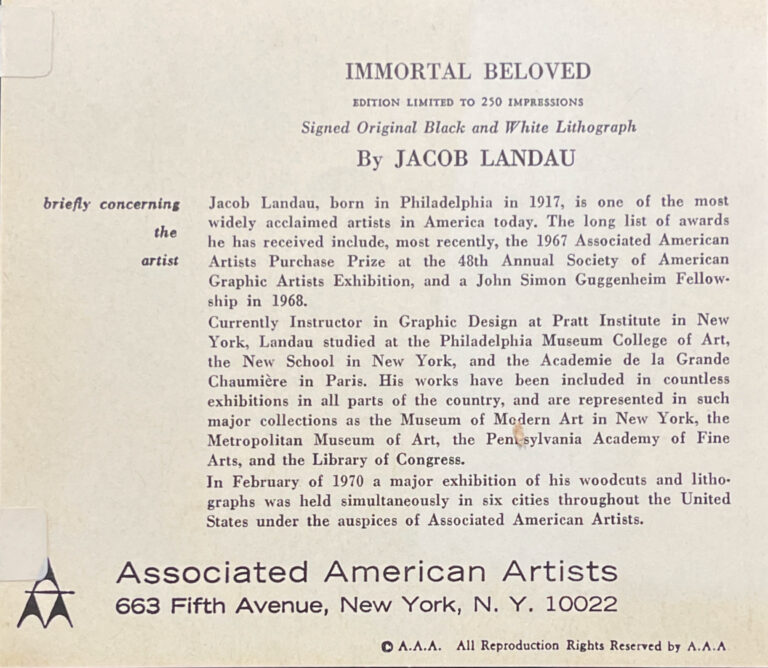 IMMORTAL BELOVED
EDITION LIMITED TO 250 IMPRESSIONS
Signed Original Black and White Lithograph
By JACOB LANDAU
briefly concerning
the
artist
Jacob Landau, born in Philadelphia in 1917, is one of the most
widely acclaimed artists in America today. The long list of awards
he has received include, most recently, the 1967 Associated American
Artists Purchase Prize at the 48th Annual Society of American
Graphic Artists Exhibition, and a John Simon Guggenheim Fellow-
ship in 1968.
Currently Instructor in Graphic Design at Pratt Institute in New
York, Landau studied at the Philadelphia Museum College of Art,
the New School in New York, and the Academie de la Grande
Chaumière in Paris. His works have been included in countless
exhibitions in all parts of the country, and are represented in such
major collections as the Museum of Modern Art in New York, the
Metropolitan Museum of Art, the Pennsylvania Academy of Fine
Arts, and the Library of Congress.
In February of 1970 a major exhibition of his woodcuts and litho-
graphs was held simultaneously in six cities throughout the United
States under the auspices of Associated American Artists.
Associated American Artists
663 Fifth Avenue, New York, N. Y. 10022
© A.A.A. All Reproduction Rights Reserved by A.A.A